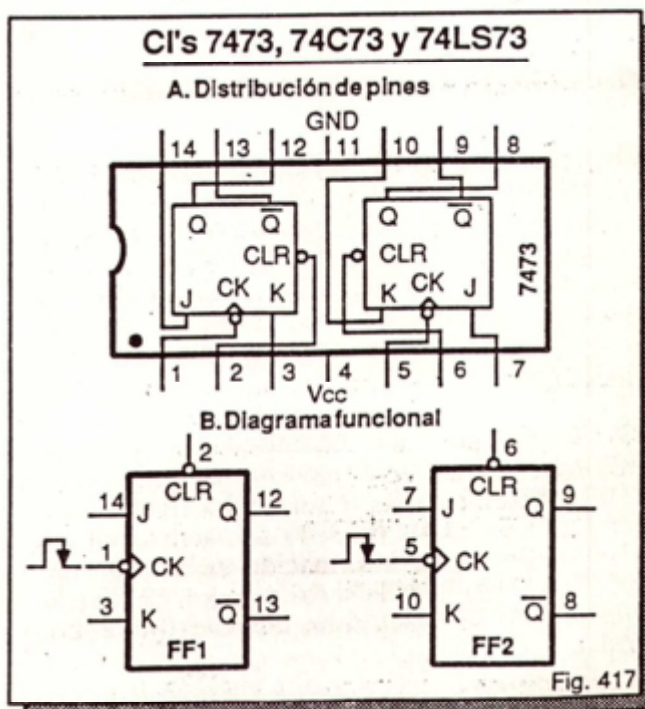 CI's 7473, 74C73 y 74LS73
A. Distribución de pines
GND
14 13 12 11 10 9 8
Q Q̅ Q Q̅
CLR CLR
J CK K K CK J
7473
1 2 3 4 5 6 7
Vcc
B. Diagrama funcional
2 6
CLR CLR
14 J Q 12 7 J Q 9
1 CK 5 CK
3 K Q̅ 13 10 K Q̅ 8
FF1 FF2
Fig. 417